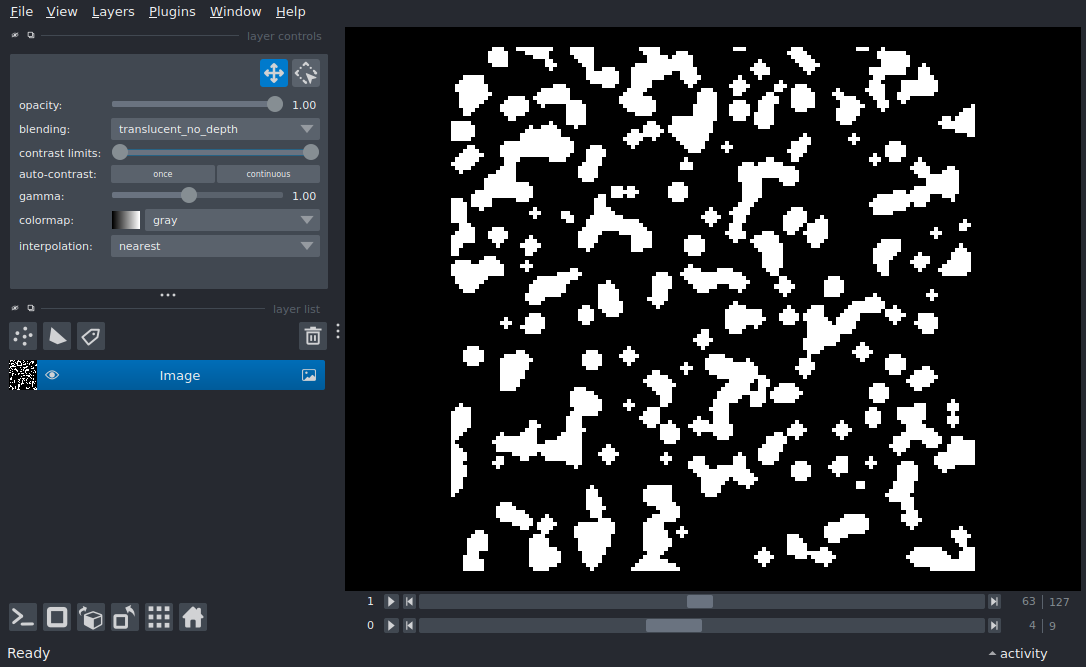 File View Layers Plugins Window Help
layer controls
opacity: 1.00
blending: translucent_no_depth
contrast limits:
auto-contrast: once continuous
gamma: 1.00
colormap: gray
interpolation: nearest
layer list
Image
1 63 127
0 4 9
Ready activity